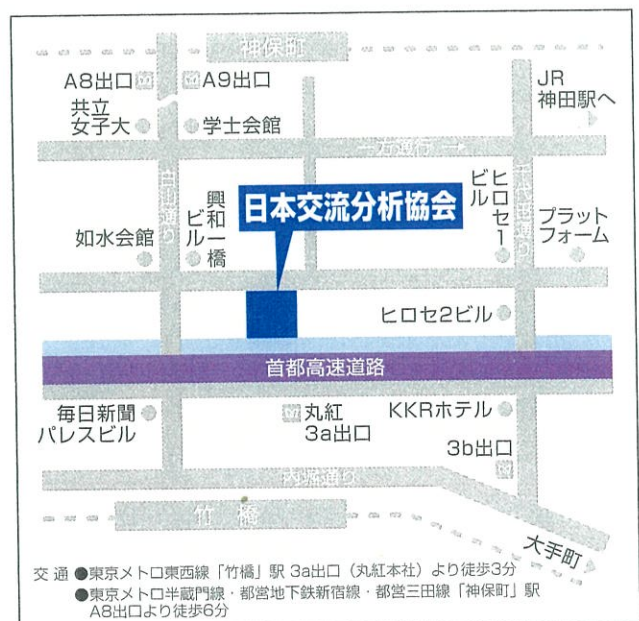 神保町
A8出口
A9出口
JR
神田駅へ
共立
女子大
学士会館
一方通行→
白山通り
千代田通り
日本交流分析協会
如水会館
興和一橋
ビル
ヒロセ1
ビル
プラット
フォーム
ヒロセ2ビル
首都高速道路
毎日新聞
パレスビル
丸紅
3a出口
KKRホテル
3b出口
内堀通り
竹橋
大手町
交通 ●東京メトロ東西線「竹橋」駅 3a出口（丸紅本社）より徒歩3分
●東京メトロ半蔵門線・都営地下鉄新宿線・都営三田線「神保町」駅
A8出口より徒歩6分